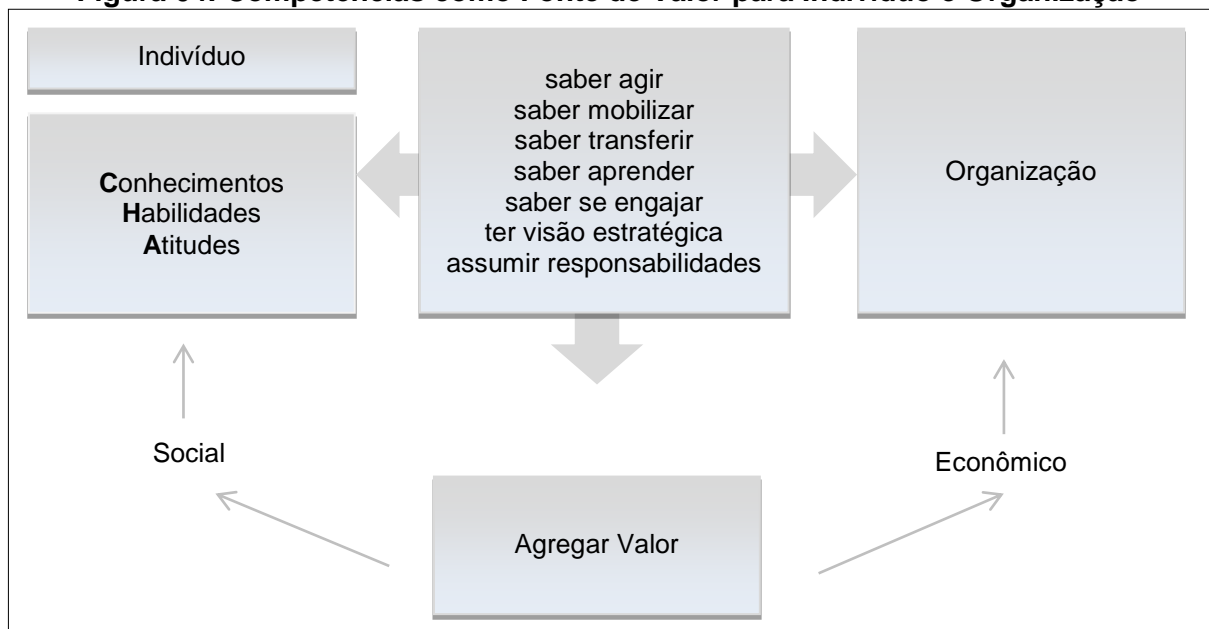 Indivíduo
Conhecimentos
Habilidades
Atitudes
saber agir
saber mobilizar
saber transferir
saber aprender
saber se engajar
ter visão estratégica
assumir responsabilidades
Organização
Social
Econômico
Agregar Valor